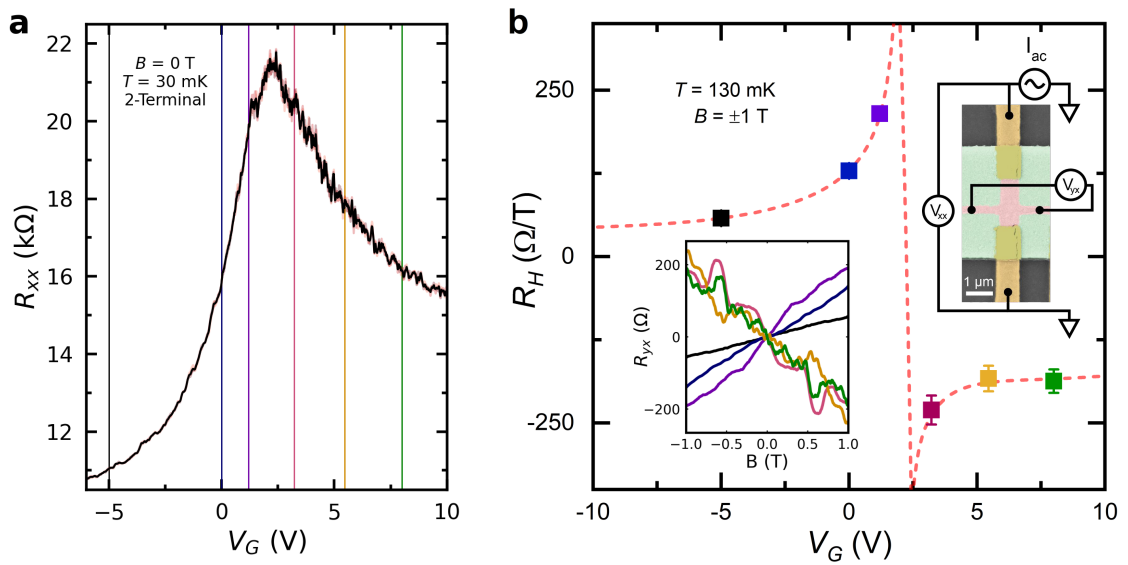 a
22
20
18
16
14
12
R_xx (kΩ)
B = 0 T
T = 30 mK
2-Terminal
−5
0
5
10
V_G (V)
b
250
0
-250
R_H (Ω/T)
T = 130 mK
B = ±1 T
I_ac
V_xx
V_yx
1 μm
200
0
−200
R_yx (Ω)
−1.0
−0.5
0.0
0.5
1.0
B (T)
-10
-5
0
5
10
V_G (V)